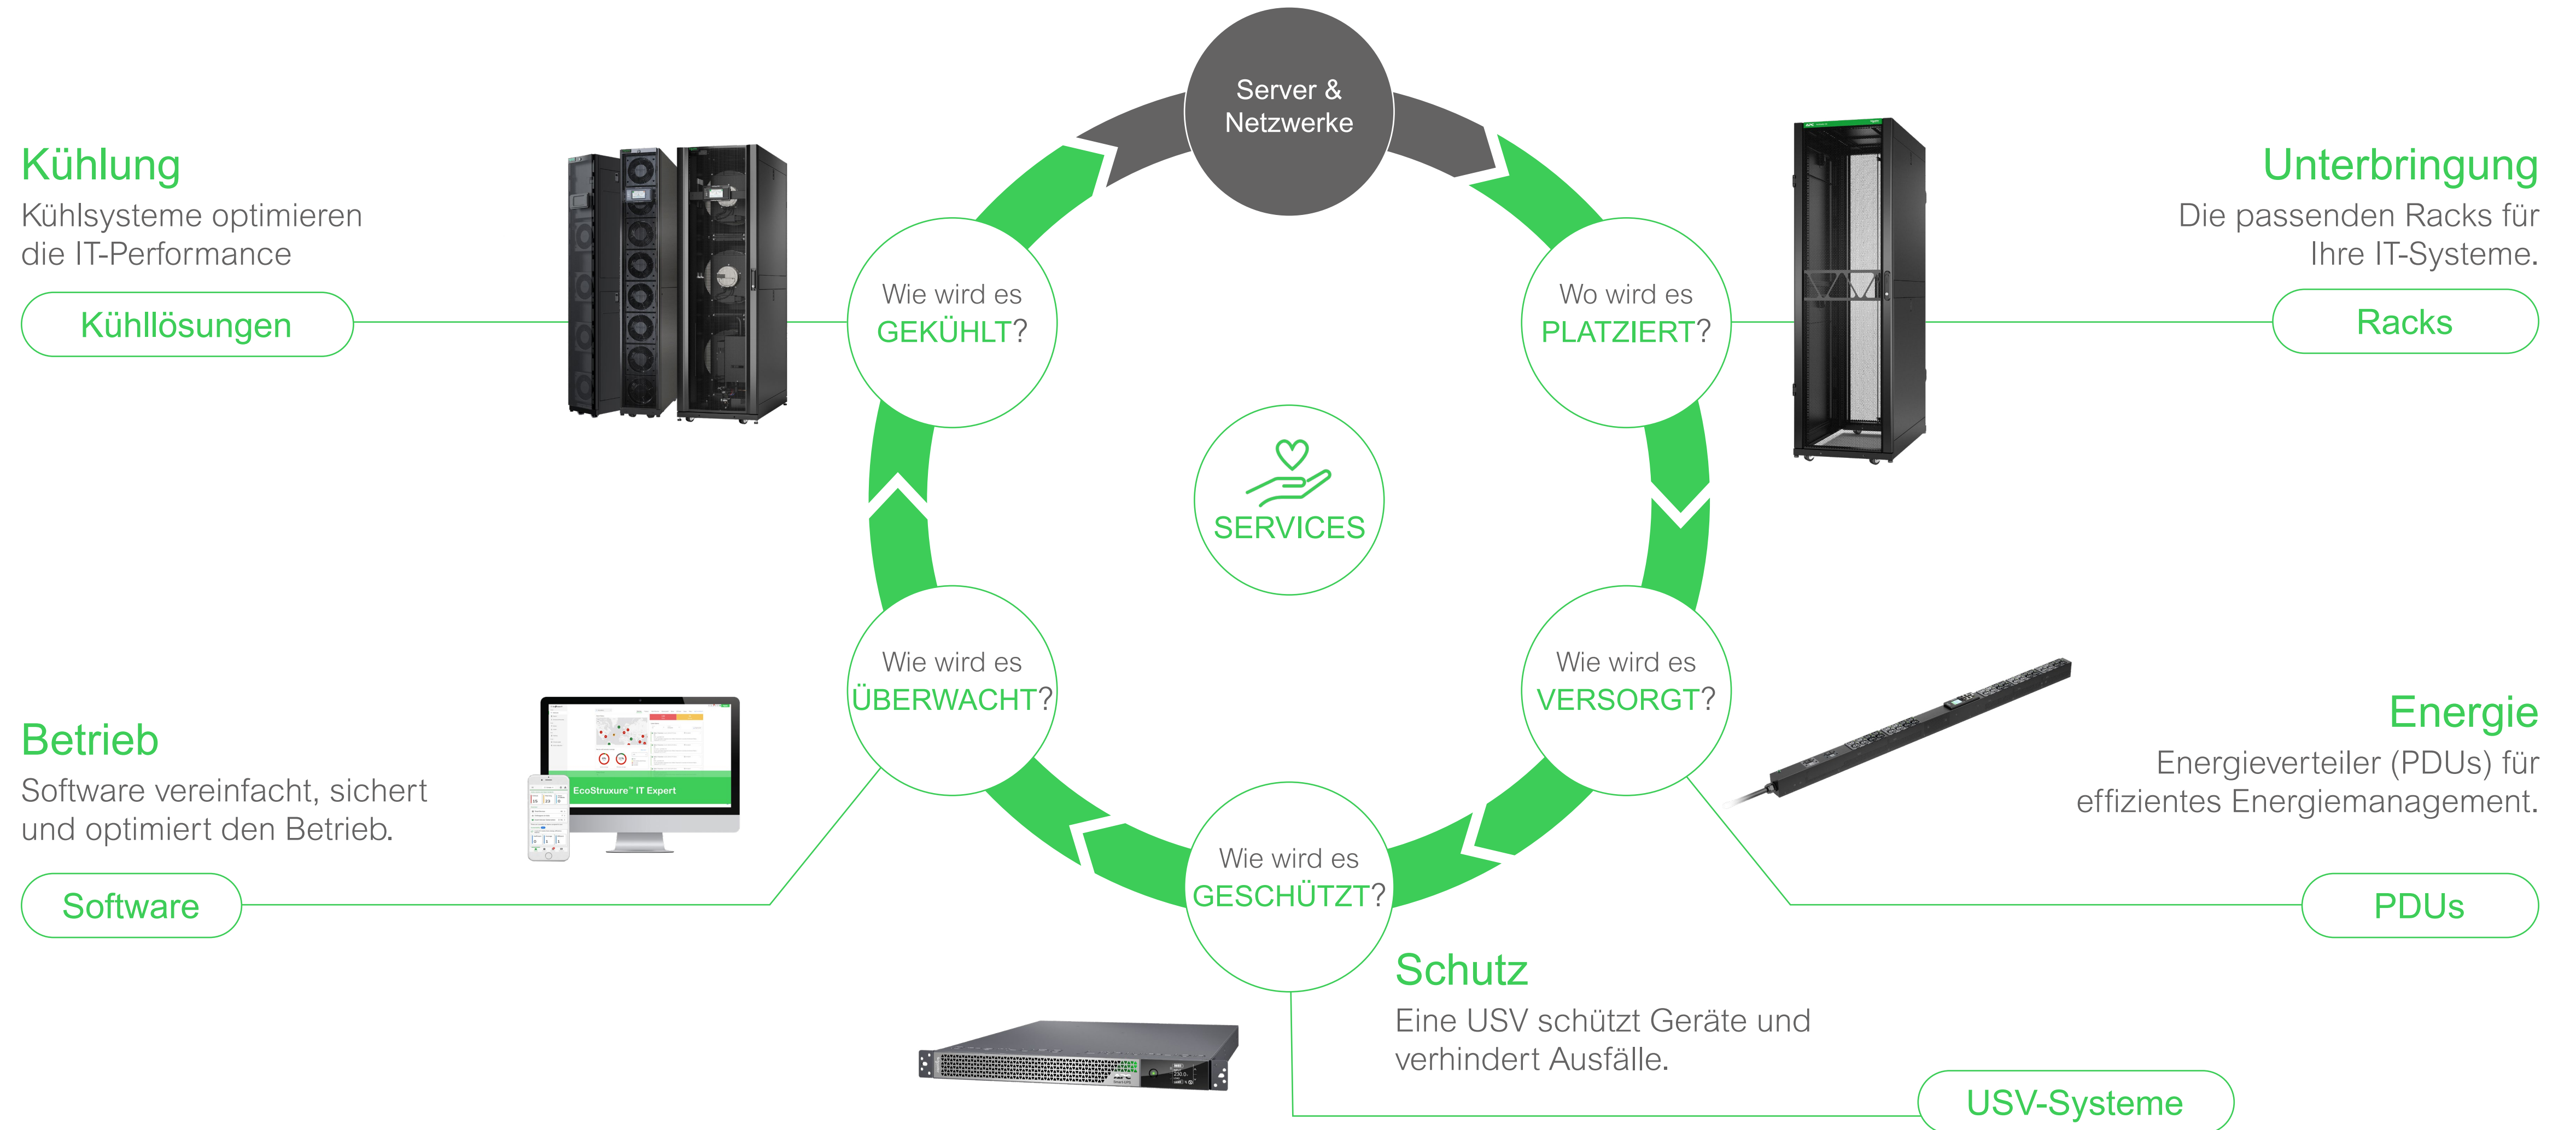 Server &
Netzwerke
Kühlung
Kühlsysteme optimieren
die IT-Performance
Kühllösungen
Wie wird es
GEKÜHLT?
Wo wird es
PLATZIERT?
Unterbringung
Die passenden Racks für
Ihre IT-Systeme.
Racks
SERVICES
Betrieb
Software vereinfacht, sichert
und optimiert den Betrieb.
Software
EcoStruxure™ IT Expert
Wie wird es
ÜBERWACHT?
Wie wird es
VERSORGT?
Energie
Energieverteiler (PDUs) für
effizientes Energiemanagement.
PDUs
Wie wird es
GESCHÜTZT?
Schutz
Eine USV schützt Geräte und
verhindert Ausfälle.
USV-Systeme
APC